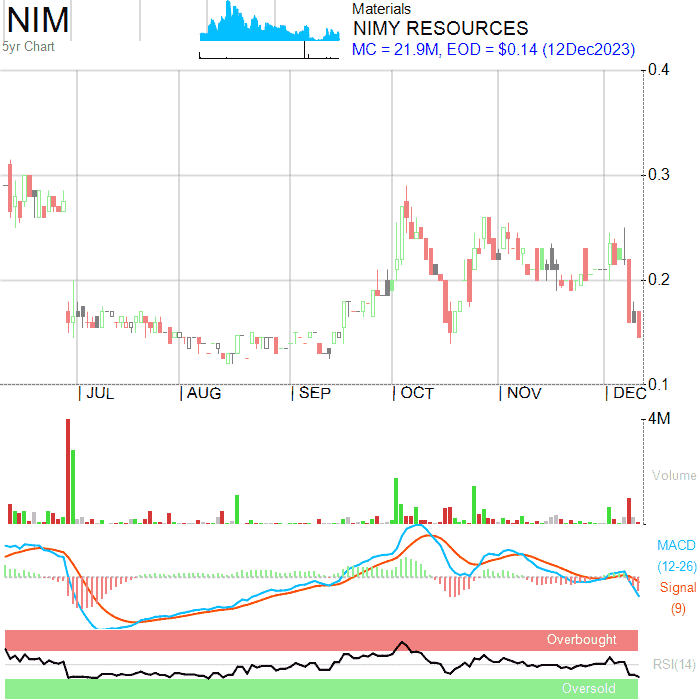 NIM
5yr Chart
Materials
NIMY RESOURCES
MC = 21.9M, EOD = $0.14 (12Dec2023)
0.4
0.3
0.2
0.1
JUL
AUG
SEP
OCT
NOV
DEC
4M
Volume
MACD
(12-26)
Signal
(9)
Overbought
RSI(14)
Oversold